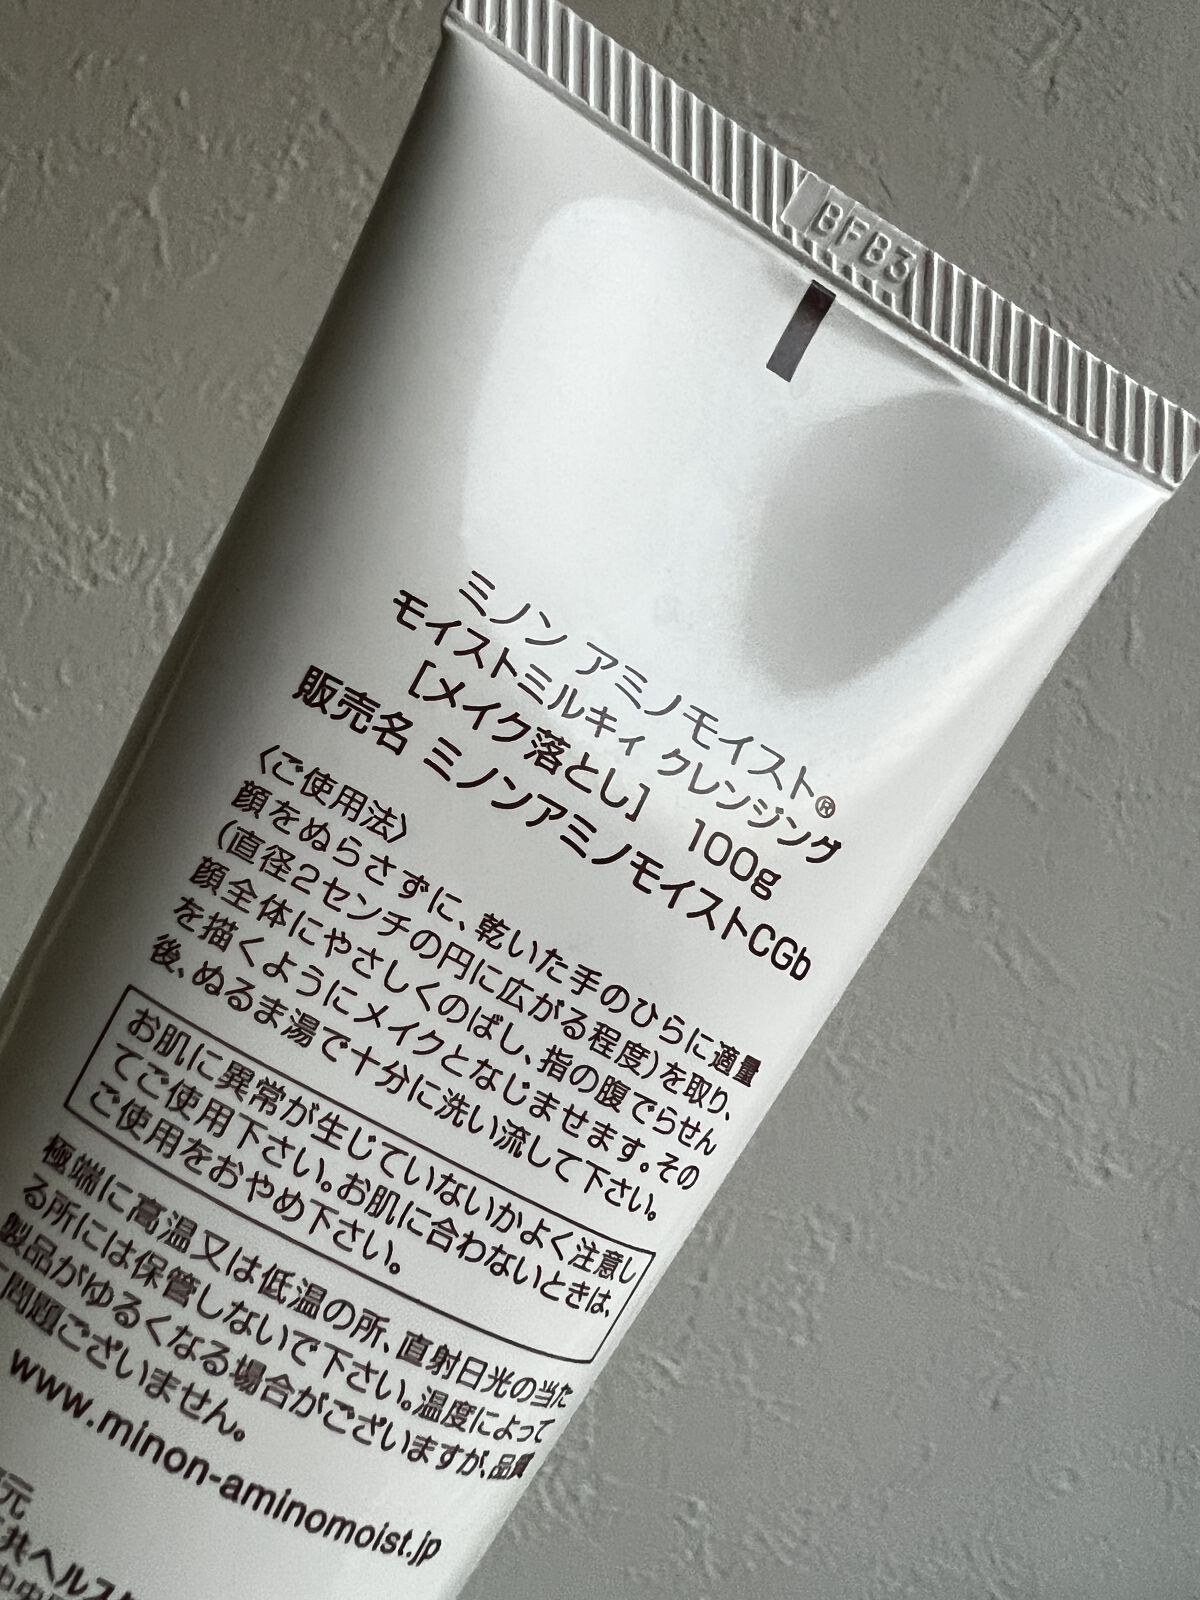 BFB3
ミノン アミノモイスト®
モイストミルキィ クレンジング
[メイク落とし] 100g
販売名 ミノンアミノモイストCGb
〈ご使用法〉
顔をぬらさずに、乾いた手のひらに適量
(直径2センチの円に広がる程度)を取り、
顔全体にやさしくのばし、指の腹でらせん
を描くようにメイクとなじませます。その
後、ぬるま湯で十分に洗い流して下さい。
お肌に異常が生じていないかよく注意し
てご使用下さい。お肌に合わないときは、
ご使用をおやめ下さい。
極端に高温又は低温の所、直射日光の当た
る所には保管しないで下さい。温度によって
製品がゆるくなる場合がございますが、品質
問題ございません。
www.minon-aminomoist.jp
元
共ヘルス